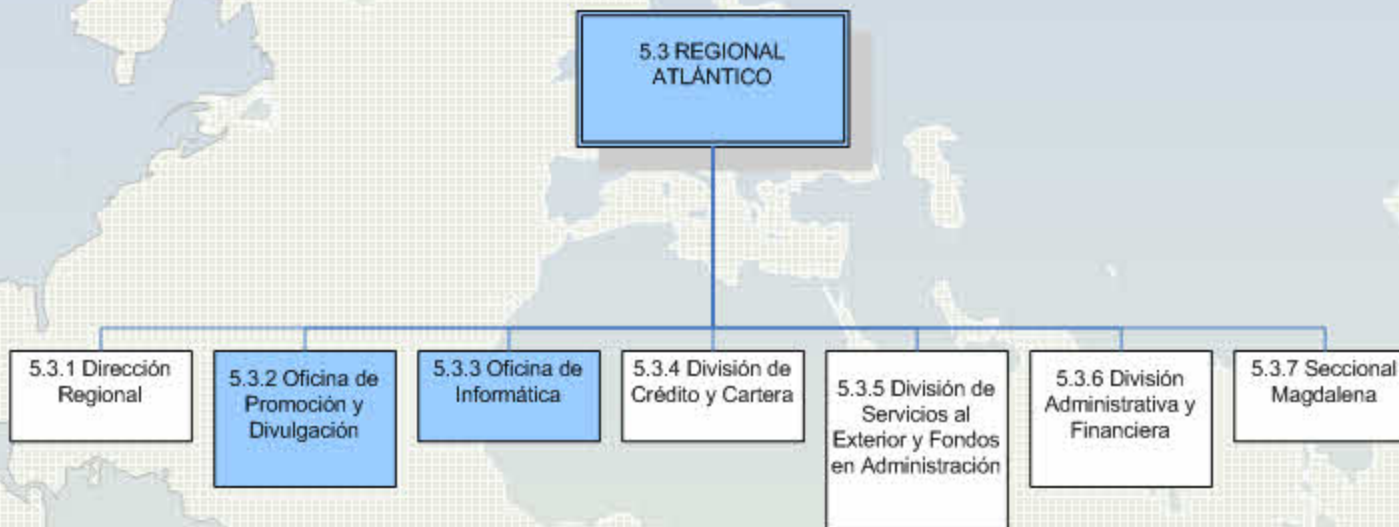 5.3 REGIONAL
ATLÁNTICO
5.3.1 Dirección
Regional
5.3.2 Oficina de
Promoción y
Divulgación
5.3.3 Oficina de
Informática
5.3.4 División de
Crédito y Cartera
5.3.5 División de
Servicios al
Exterior y Fondos
en Administración
5.3.6 División
Administrativa y
Financiera
5.3.7 Seccional
Magdalena